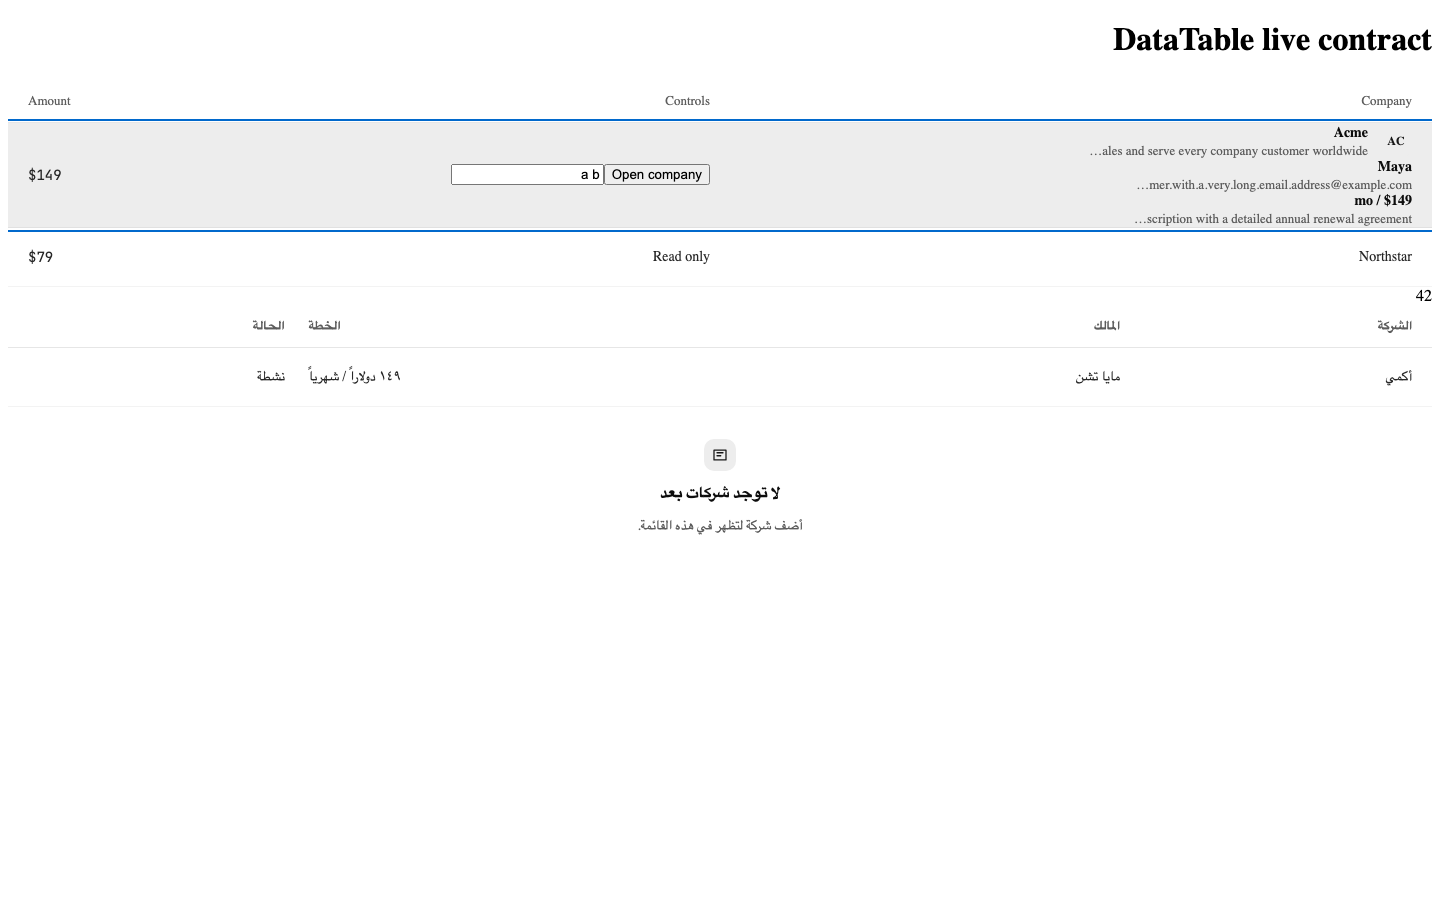 DataTable live contract
Company Controls Amount
AC Acme
…ales and serve every company customer worldwide
Maya
…mer.with.a.very.long.email.address@example.com
mo / $149
…scription with a detailed annual renewal agreement
Open company a b $149
Northstar Read only $79
42
الشركة المالك الخطة الحالة
أكمي مايا تشن ١٤٩ دولاراً / شهرياً نشطة
لا توجد شركات بعد
أضف شركة لتظهر في هذه القائمة.